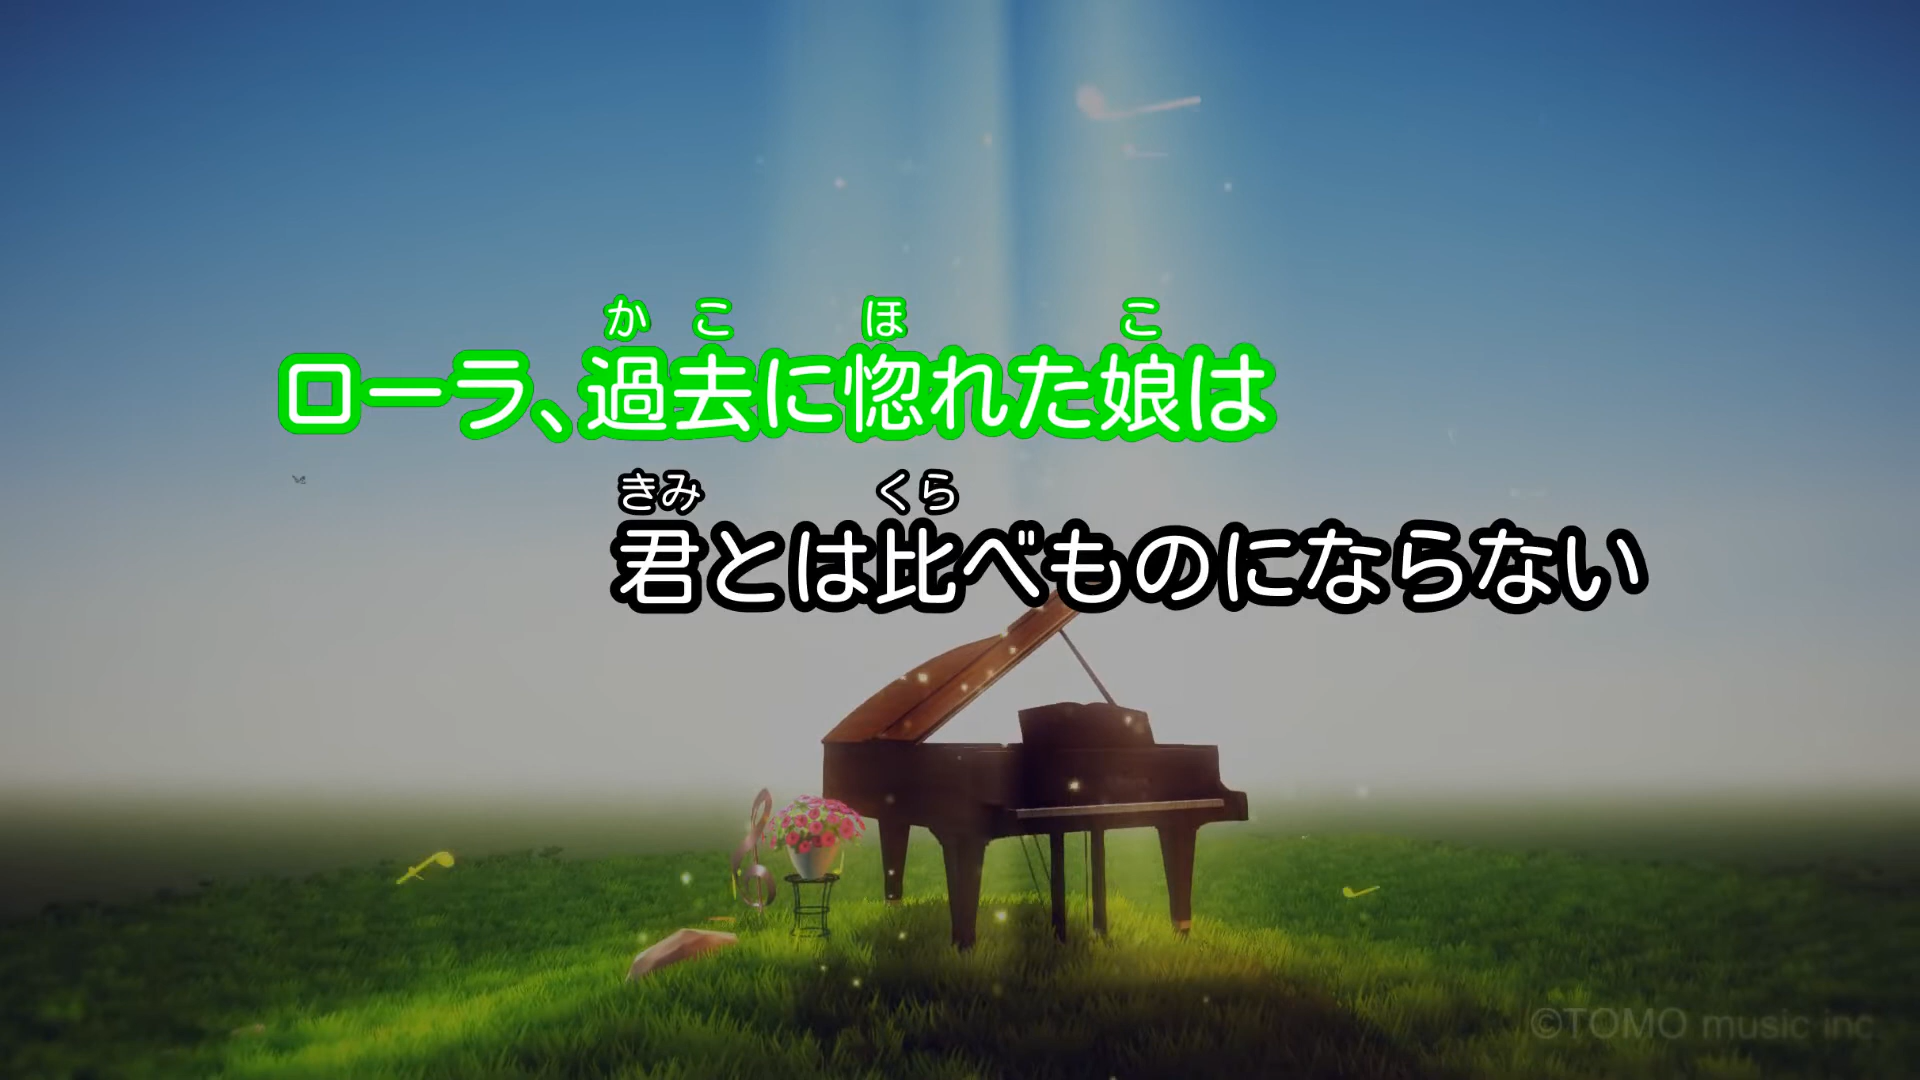 か こ ほ こ
ローラ、過去に惚れた娘は
きみ くら
君とは比べものにならない
©TOMO music inc